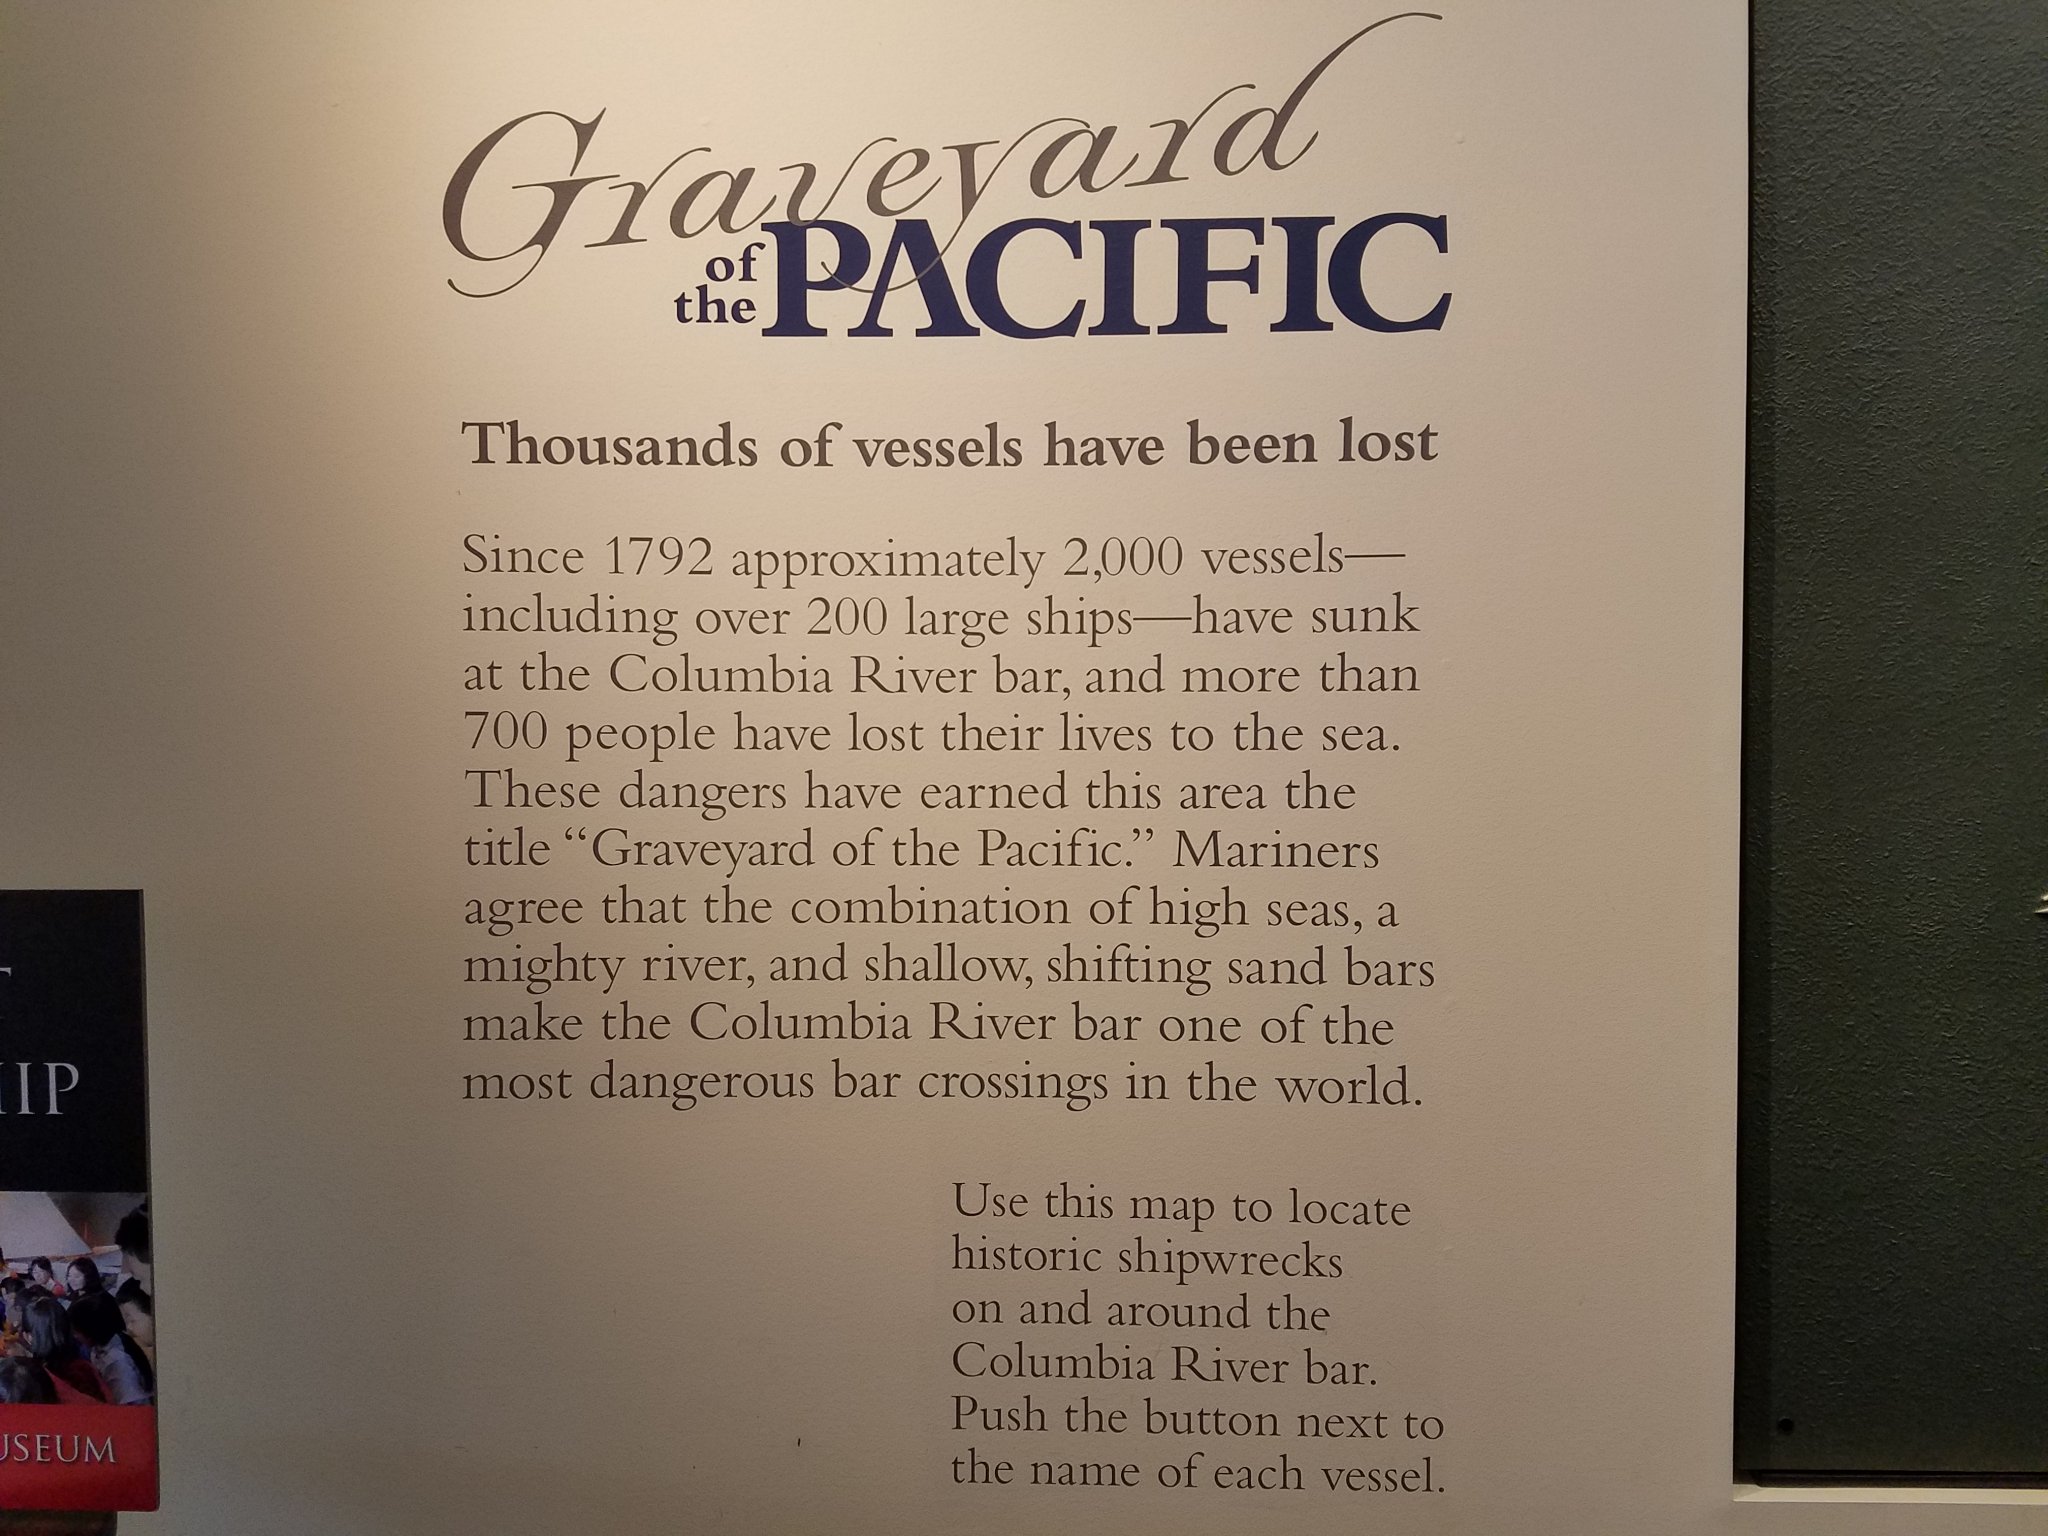 Graveyard
of the PACIFIC
Thousands of vessels have been lost
Since 1792 approximately 2,000 vessels—
including over 200 large ships—have sunk
at the Columbia River bar, and more than
700 people have lost their lives to the sea.
These dangers have earned this area the
title “Graveyard of the Pacific.” Mariners
agree that the combination of high seas, a
mighty river, and shallow, shifting sand bars
make the Columbia River bar one of the
most dangerous bar crossings in the world.
Use this map to locate
historic shipwrecks
on and around the
Columbia River bar.
Push the button next to
the name of each vessel.